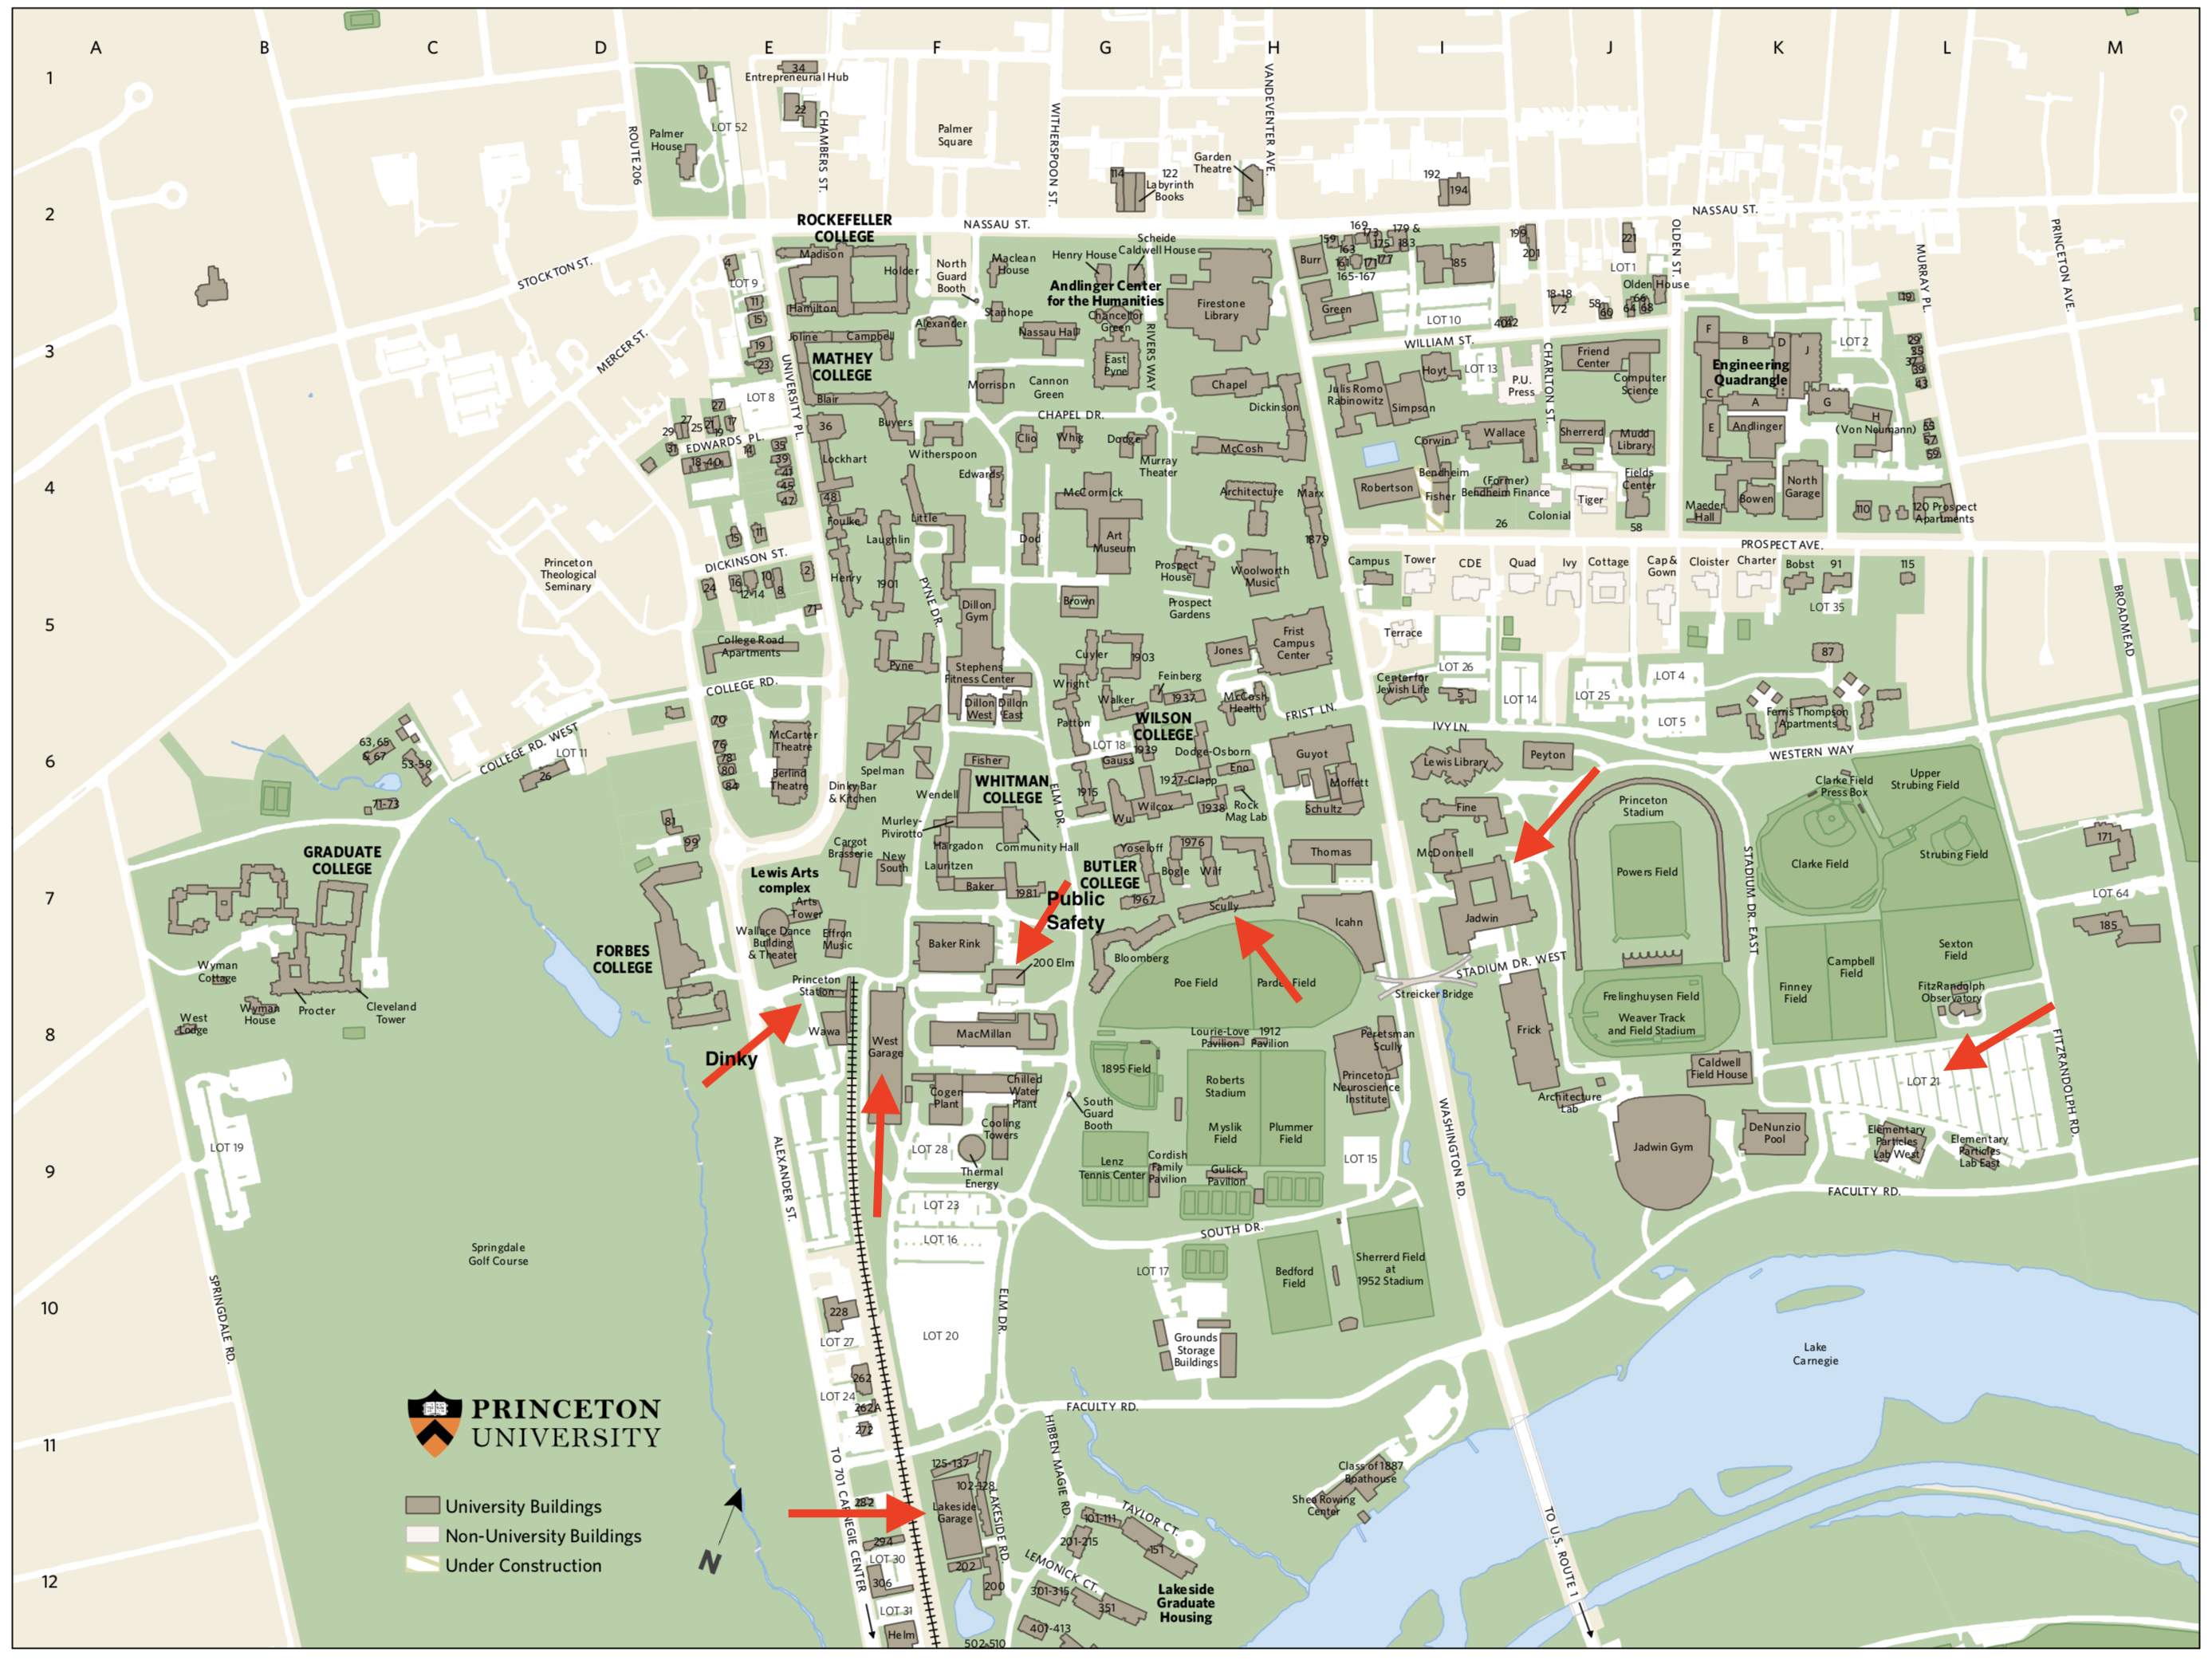 A B C D E F G H I J K L M
1
34
Entrepreneurial Hub
22
CHAMBERS ST.
LOT 52
Palmer
House
ROUTE 206
Palmer
Square
WITHERSPOON ST.
VANDEVENTER AVE.
Garden
Theatre
114
122
Labyrinth
Books
192
194
2
ROCKEFELLER
COLLEGE
NASSAU ST.
NASSAU ST.
STOCKTON ST.
MERCER ST.
4
LOT 9
11
15
19
23
Madison
Holder
Hamilton
North
Guard
Booth
Maclean
House
Henry House
Scheide
Caldwell House
Andlinger Center
for the Humanities
Stanhope
Chancellor
Green
Alexander
Nassau Hall
RIVERS WAY
Firestone
Library
Burr
159
169
163
173
175
179 &
183
161
171
177
165-167
185
Green
LOT 10
199
201
221
LOT 1
OLDEN ST.
Olden House
18-18
1/2
58
60
66
64
68
4042
MURRAY PL.
PRINCETON AVE.
19
3
Joline
Campbell
MATHEY
COLLEGE
UNIVERSITY PL.
Blair
LOT 8
Buyers
36
Morrison
Cannon
Green
East
Pyne
CHAPEL DR.
Chapel
Dickinson
WILLIAM ST.
Julis Romo
Rabinowitz
Simpson
Hoyt
LOT 13
P.U.
Press
CHARLTON ST.
Friend
Center
Computer
Science
Engineering
Quadrangle
F
B
D
J
C
A
G
H
E
(Von Neumann)
Andlinger
LOT 2
29
35
37
39
43
55
57
59
27
27
29
25
21
19
17
31
EDWARDS PL.
18-40
14
35
39
41
45
47
Lockhart
48
Witherspoon
Clio
Whig
Dodge
Murray
Theater
McCosh
Corwin
Wallace
Sherrerd
Mudd
Library
4
Foulke
Little
Edwards
McCormick
Architecture
Marx
Robertson
Bendheim
Fisher
(Former)
Bendheim Finance
26
Colonial
Tiger
Fields
Center
58
Maeder
Hall
Bowen
North
Garage
110
120 Prospect
Apartments
15
11
DICKINSON ST.
Laughlin
Dod
Art
Museum
1879
PROSPECT AVE.
Princeton
Theological
Seminary
24
16
12-14
10
8
2
71
Henry
1901
PYNE DR.
Prospect
House
Woolworth
Music
Prospect
Gardens
Campus
Tower
CDE
Quad
Ivy
Cottage
Cap &
Gown
Cloister
Charter
Bobst
91
115
LOT 35
BROADMEAD
5
Dillon
Gym
Brown
College Road
Apartments
Pyne
Stephens
Fitness Center
Cuyler
1903
Jones
Frist
Campus
Center
Terrace
87
COLLEGE RD.
Dillon
West
Dillon
East
Wright
Walker
Feinberg
1937
McCosh
Health
FRIST LN.
Center for
Jewish Life
LOT 26
5
LOT 14
LOT 25
LOT 4
LOT 5
Ferris Thompson
Apartments
IVY LN.
WESTERN WAY
6
63, 65
& 67
53-59
71-73
COLLEGE RD. WEST
LOT 11
26
70
76
78
80
84
McCarter
Theatre
Berlind
Theatre
Spelman
Dinky Bar
& Kitchen
Patton
LOT 18
WILSON
COLLEGE
1939
Gauss
Dodge-Osborn
Eno
1927-Clapp
Guyot
Moffett
Schultz
Lewis Library
Peyton
Fine
Fisher
WHITMAN
COLLEGE
Wendell
ELM DR.
1915
Wilcox
Wu
1938
Rock
Mag Lab
Murley-
Pivirotto
Hargadon
Community Hall
Princeton
Stadium
Clarke Field
Press Box
Upper
Strubing Field
81
99
Cargot
Brasserie
New
South
Lauritzen
Baker
1981
Yoseloff
1976
BUTLER
COLLEGE
Bogle
Wilf
1967
Thomas
McDonnell
Powers Field
Clarke Field
Strubing Field
STADIUM DR. EAST
171
LOT 64
185
GRADUATE
COLLEGE
7
Lewis Arts
complex
Arts
Tower
Wallace Dance
Building
& Theater
Effron
Music
Public
Safety
Scully
Icahn
Jadwin
Baker Rink
200 Elm
Bloomberg
Poe Field
Pardee Field
STADIUM DR. WEST
Streicker Bridge
Campbell
Field
Finney
Field
Sexton
Field
FitzRandolph
Observatory
FORBES
COLLEGE
Wyman
Cottage
Wyman
House
West
Lodge
Procter
Cleveland
Tower
Princeton
Station
8
Wawa
Dinky
West
Garage
MacMillan
Lourie-Love
Pavilion
1912
Pavilion
Peretsman
Scully
Frick
Frelinghuysen Field
Weaver Track
and Field Stadium
Caldwell
Field House
LOT 21
FITZRANDOLPH RD.
1895 Field
Roberts
Stadium
Princeton
Neuroscience
Institute
Architecture
Lab
Cogen
Plant
Chilled
Water
Plant
South
Guard
Booth
Cooling
Towers
Myslik
Field
Plummer
Field
Jadwin Gym
DeNunzio
Pool
Elementary
Particles
Lab West
Elementary
Particles
Lab East
LOT 19
9
ALEXANDER ST.
LOT 28
Thermal
Energy
Lenz
Tennis Center
Cordish
Family
Pavilion
Gulick
Pavilion
LOT 15
WASHINGTON RD.
FACULTY RD.
LOT 23
LOT 16
SOUTH DR.
Springdale
Golf Course
LOT 17
Bedford
Field
Sherrerd Field
at
1952 Stadium
SPRINGDALE RD.
10
228
LOT 27
LOT 20
ELM DR.
Grounds
Storage
Buildings
Lake
Carnegie
262
LOT 24
262A
272
FACULTY RD.
PRINCETON
UNIVERSITY
11
TO 701 CARNEGIE CENTER
125-137
102-128
HIBBEN MAGIE RD.
Class of 1887
Boathouse
Shea Rowing
Center
University Buildings
Non-University Buildings
Under Construction
N
282
Lakeside
Garage
LAKESIDE RD.
101-111
TAYLOR CT.
201-215
151
TO U.S. ROUTE 1
294
LOT 30
202
200
LEMONICK CT.
12
306
301-315
351
Lakeside
Graduate
Housing
LOT 31
Helm
401-413
502-510